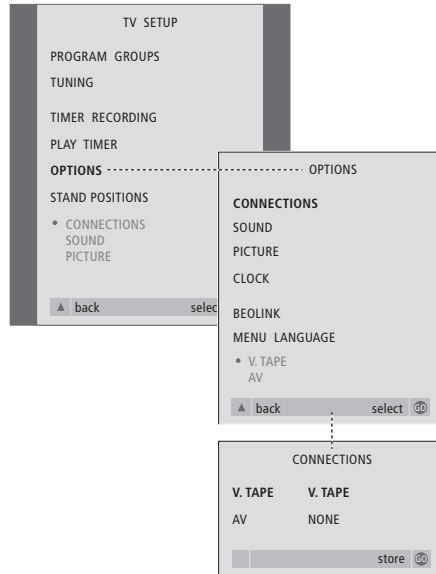 TV SETUP
PROGRAM GROUPS
TUNING
TIMER RECORDING
PLAY TIMER
OPTIONS
STAND POSITIONS
• CONNECTIONS
SOUND
PICTURE
▲ back selec
OPTIONS
CONNECTIONS
SOUND
PICTURE
CLOCK
BEOLINK
MENU LANGUAGE
• V. TAPE
AV
▲ back select GO
CONNECTIONS
V. TAPE V. TAPE
AV NONE
store GO